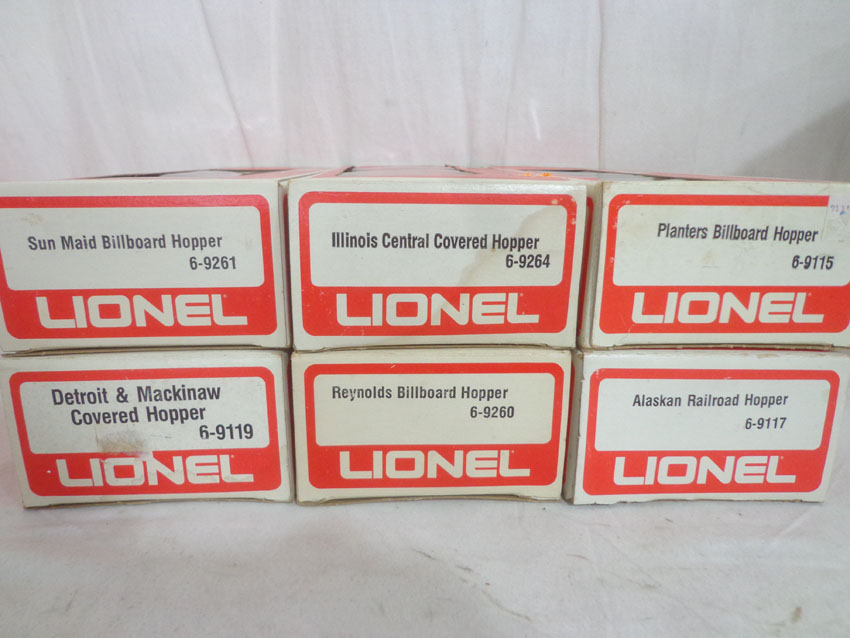 Sun Maid Billboard Hopper
6-9261
LIONEL
Illinois Central Covered Hopper
6-9264
LIONEL
Planters Billboard Hopper
6-9115
LIONEL
Detroit & Mackinaw
Covered Hopper
6-9119
LIONEL
Reynolds Billboard Hopper
6-9260
LIONEL
Alaskan Railroad Hopper
6-9117
LIONEL